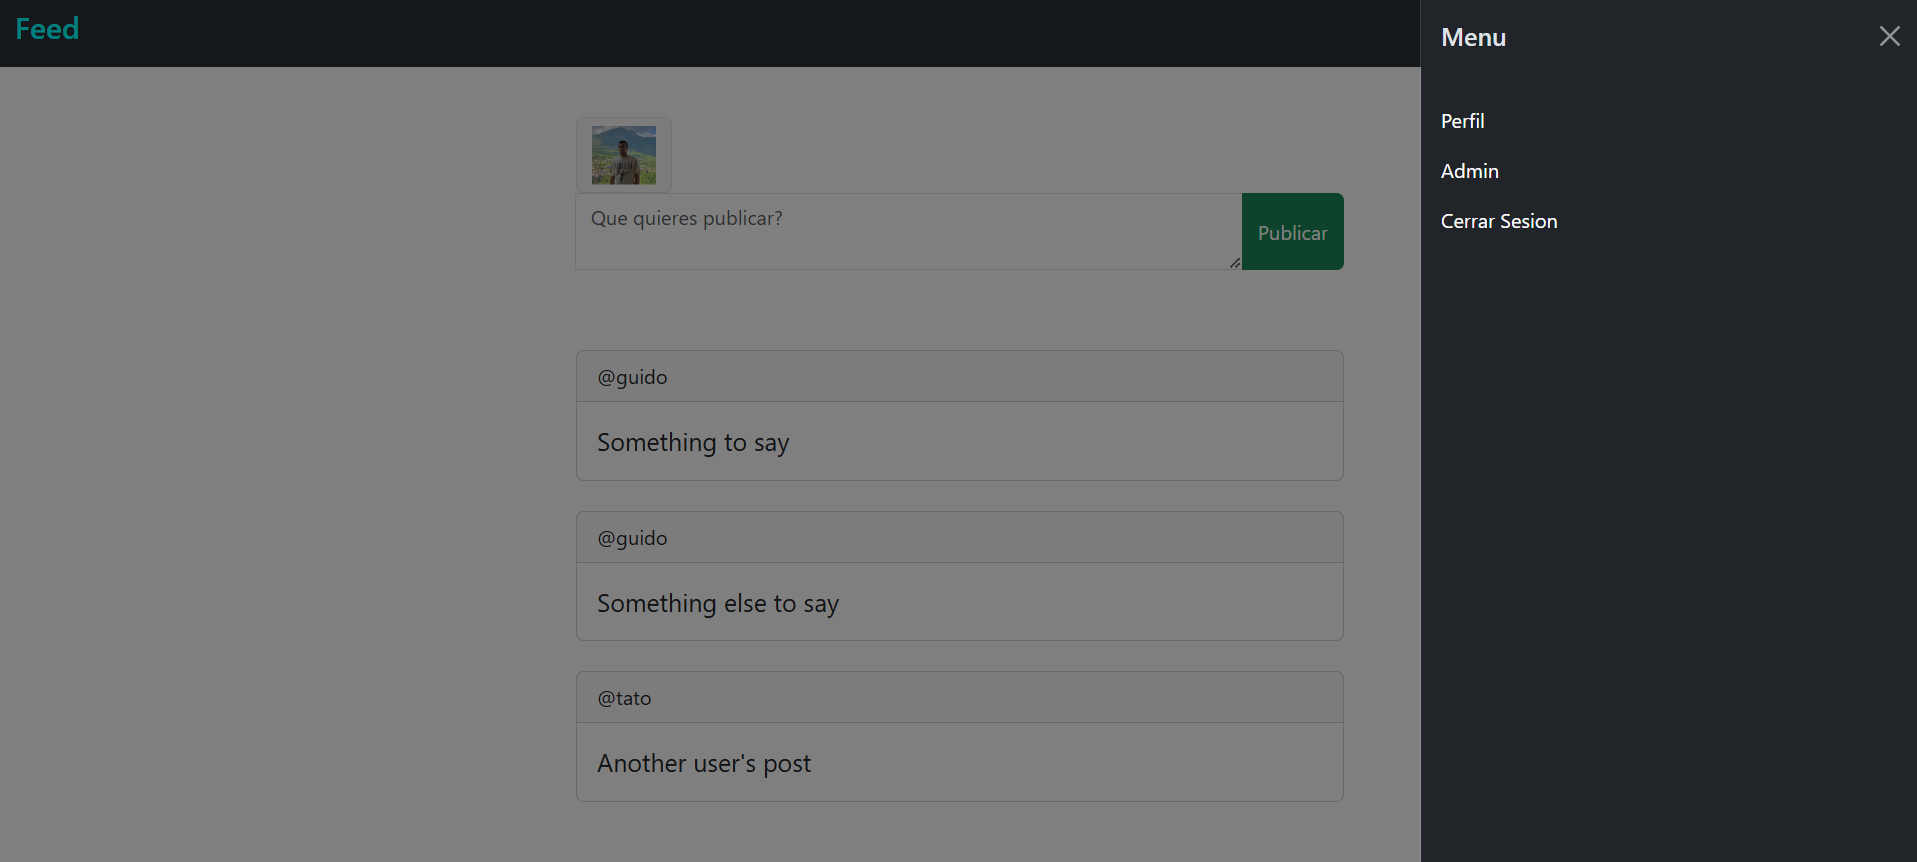 Feed
Que quieres publicar?
Publicar
@guido
Something to say
@guido
Something else to say
@tato
Another user's post
Menu
Perfil
Admin
Cerrar Sesion